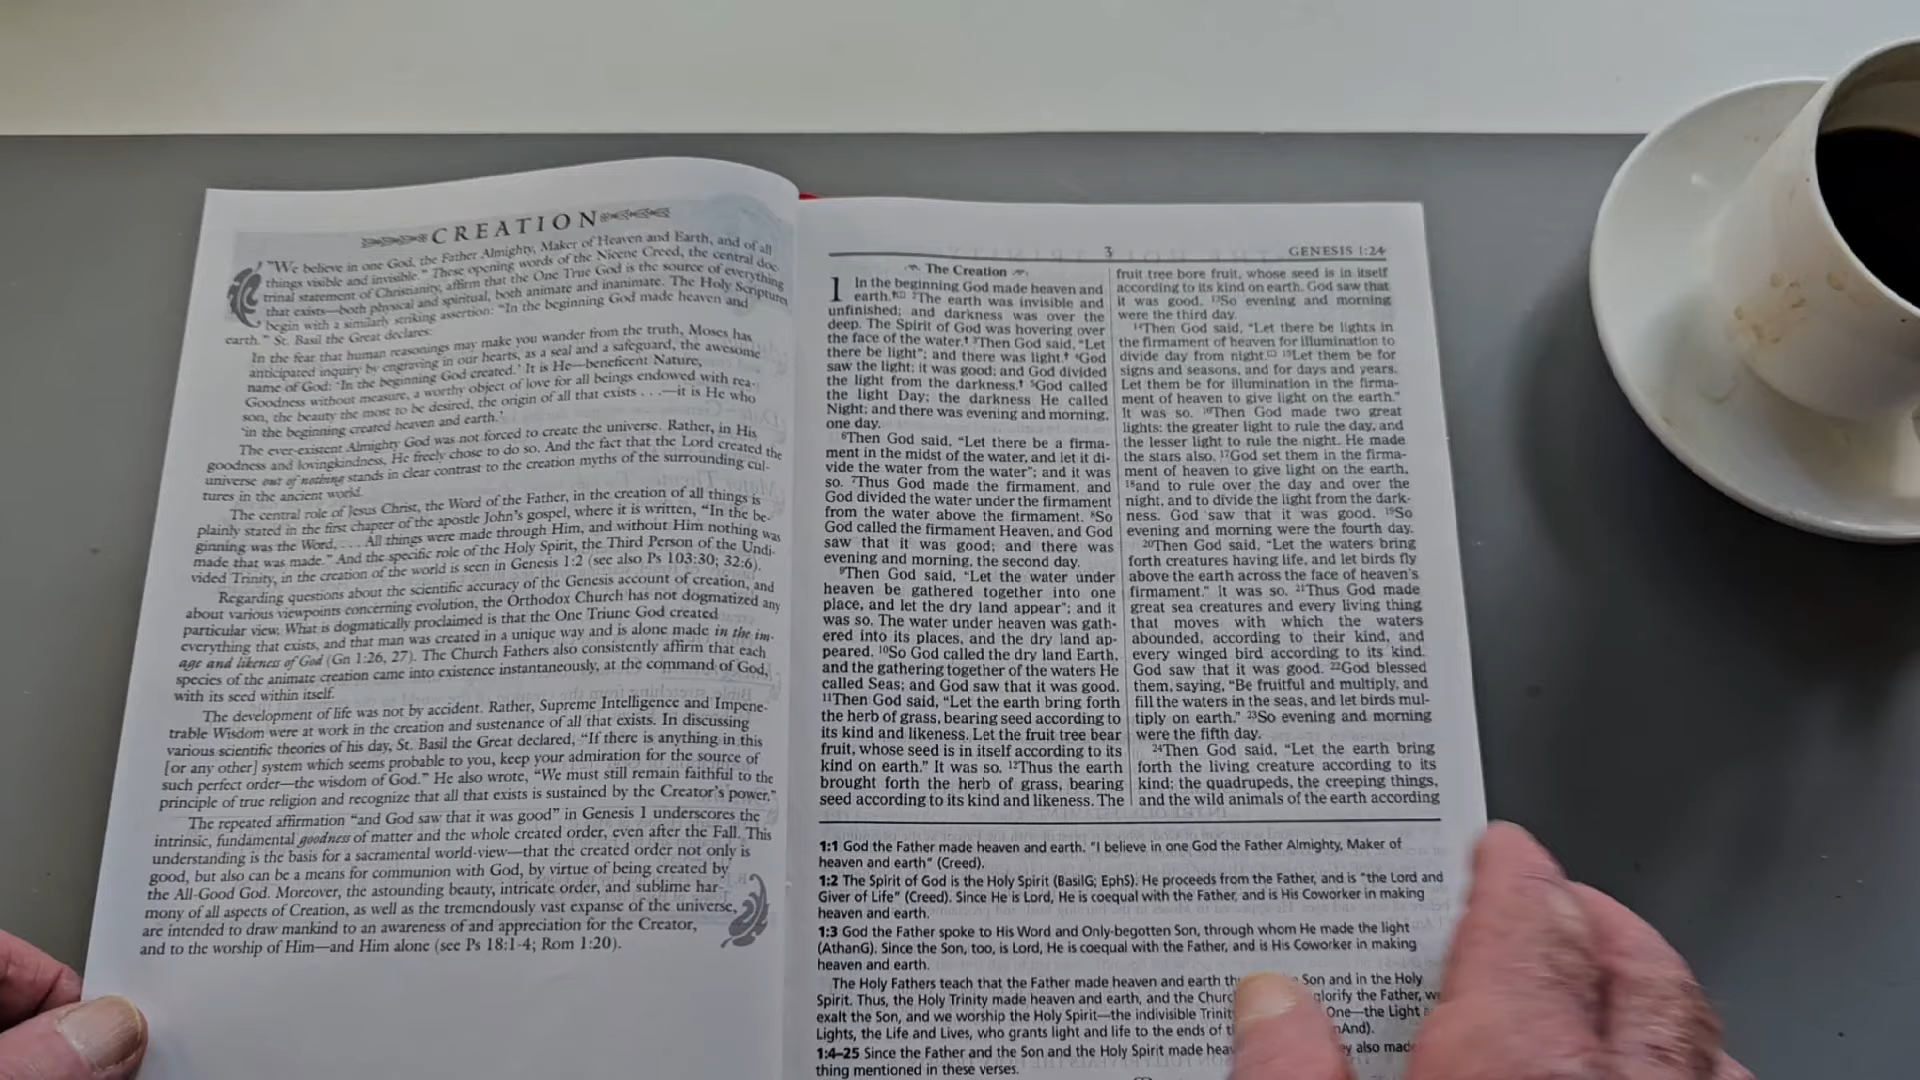 CREATION
"We believe in one God, the Father Almighty, Maker of Heaven and Earth, and of all
things visible and invisible." These opening words of the Nicene Creed, the central doc-
trinal statement of Christianity, affirm that the One True God is the source of everything
that exists—both physical and spiritual, both animate and inanimate. The Holy Scriptures
begin with a similarly striking assertion: "In the beginning God made heaven and
earth." St. Basil the Great declares:
In the fear that human reasonings may make you wander from the truth, Moses has
anticipated inquiry by engraving in our hearts, as a seal and a safeguard, the awesome
name of God: 'In the beginning God created.' It is He—beneficent Nature,
Goodness without measure, a worthy object of love for all beings endowed with rea-
son, the beauty the most to be desired, the origin of all that exists . . .—it is He who
'in the beginning created heaven and earth.'
The ever-existent Almighty God was not forced to create the universe. Rather, in His
goodness and lovingkindness, He freely chose to do so. And the fact that the Lord created the
universe out of nothing stands in clear contrast to the creation myths of the surrounding cul-
tures in the ancient world.
The central role of Jesus Christ, the Word of the Father, in the creation of all things is
plainly stated in the first chapter of the apostle John's gospel, where it is written, "In the be-
ginning was the Word, . . . All things were made through Him, and without Him nothing was
made that was made." And the specific role of the Holy Spirit, the Third Person of the Undi-
vided Trinity, in the creation of the world is seen in Genesis 1:2 (see also Ps 103:30; 32:6).
Regarding questions about the scientific accuracy of the Genesis account of creation, and
about various viewpoints concerning evolution, the Orthodox Church has not dogmatized any
particular view. What is dogmatically proclaimed is that the One Triune God created
everything that exists, and that man was created in a unique way and is alone made in the im-
age and likeness of God (Gn 1:26, 27). The Church Fathers also consistently affirm that each
species of the animate creation came into existence instantaneously, at the command of God,
with its seed within itself.
The development of life was not by accident. Rather, Supreme Intelligence and Impene-
trable Wisdom were at work in the creation and sustenance of all that exists. In discussing
various scientific theories of his day, St. Basil the Great declared, "If there is anything in this
[or any other] system which seems probable to you, keep your admiration for the source of
such perfect order—the wisdom of God." He also wrote, "We must still remain faithful to the
principle of true religion and recognize that all that exists is sustained by the Creator's power."
The repeated affirmation "and God saw that it was good" in Genesis 1 underscores the
intrinsic, fundamental goodness of matter and the whole created order, even after the Fall. This
understanding is the basis for a sacramental world-view—that the created order not only is
good, but also can be a means for communion with God, by virtue of being created by
the All-Good God. Moreover, the astounding beauty, intricate order, and sublime har-
mony of all aspects of Creation, as well as the tremendously vast expanse of the universe,
are intended to draw mankind to an awareness of and appreciation for the Creator,
and to the worship of Him—and Him alone (see Ps 18:1-4; Rom 1:20).
3 GENESIS 1:24
The Creation
1 In the beginning God made heaven and
earth.† ²The earth was invisible and
unfinished; and darkness was over the
deep. The Spirit of God was hovering over
the face of the water.† ³Then God said, "Let
there be light"; and there was light.† ⁴God
saw the light; it was good; and God divided
the light from the darkness.† ⁵God called
the light Day; the darkness He called
Night; and there was evening and morning,
one day.
⁶Then God said, "Let there be a firma-
ment in the midst of the water, and let it di-
vide the water from the water"; and it was
so. ⁷Thus God made the firmament, and
God divided the water under the firmament
from the water above the firmament. ⁸So
God called the firmament Heaven, and God
saw that it was good; and there was
evening and morning, the second day.
⁹Then God said, "Let the water under
heaven be gathered together into one
place, and let the dry land appear"; and it
was so. The water under heaven was gath-
ered into its places, and the dry land ap-
peared. ¹⁰So God called the dry land Earth,
and the gathering together of the waters He
called Seas; and God saw that it was good.
¹¹Then God said, "Let the earth bring forth
the herb of grass, bearing seed according to
its kind and likeness. Let the fruit tree bear
fruit, whose seed is in itself according to its
kind on earth." It was so. ¹²Thus the earth
brought forth the herb of grass, bearing
seed according to its kind and likeness. The
fruit tree bore fruit, whose seed is in itself
according to its kind on earth. God saw that
it was good. ¹³So evening and morning
were the third day.
¹⁴Then God said, "Let there be lights in
the firmament of heaven for illumination to
divide day from night. ¹⁵Let them be for
signs and seasons, and for days and years.
Let them be for illumination in the firma-
ment of heaven to give light on the earth."
It was so. ¹⁶Then God made two great
lights: the greater light to rule the day, and
the lesser light to rule the night. He made
the stars also. ¹⁷God set them in the firma-
ment of heaven to give light on the earth,
¹⁸and to rule over the day and over the
night, and to divide the light from the dark-
ness. God saw that it was good. ¹⁹So
evening and morning were the fourth day.
²⁰Then God said, "Let the waters bring
forth creatures having life, and let birds fly
above the earth across the face of heaven's
firmament." It was so. ²¹Thus God made
great sea creatures and every living thing
that moves with which the waters
abounded, according to their kind, and
every winged bird according to its kind.
God saw that it was good. ²²God blessed
them, saying, "Be fruitful and multiply, and
fill the waters in the seas, and let birds mul-
tiply on earth." ²³So evening and morning
were the fifth day.
²⁴Then God said, "Let the earth bring
forth the living creature according to its
kind: the quadrupeds, the creeping things,
and the wild animals of the earth according
1:1 God the Father made heaven and earth. "I believe in one God the Father Almighty, Maker of
heaven and earth" (Creed).
1:2 The Spirit of God is the Holy Spirit (BasilG; EphS). He proceeds from the Father, and is "the Lord and
Giver of Life" (Creed). Since He is Lord, He is coequal with the Father, and is His Coworker in making
heaven and earth.
1:3 God the Father spoke to His Word and Only-begotten Son, through whom He made the light
(AthanG). Since the Son, too, is Lord, He is coequal with the Father, and is His Coworker in making
heaven and earth.
The Holy Fathers teach that the Father made heaven and earth Son and in the Holy
Spirit. Thus, the Holy Trinity made heaven and earth, and the glorify the Father, we
exalt the Son, and we worship the Holy Spirit—the indivisible One—the Light
Lights, the Life and Lives, who grants light and life to the ends of
1:4–25 Since the Father and the Son and the Holy Spirit made also made
thing mentioned in these verses.